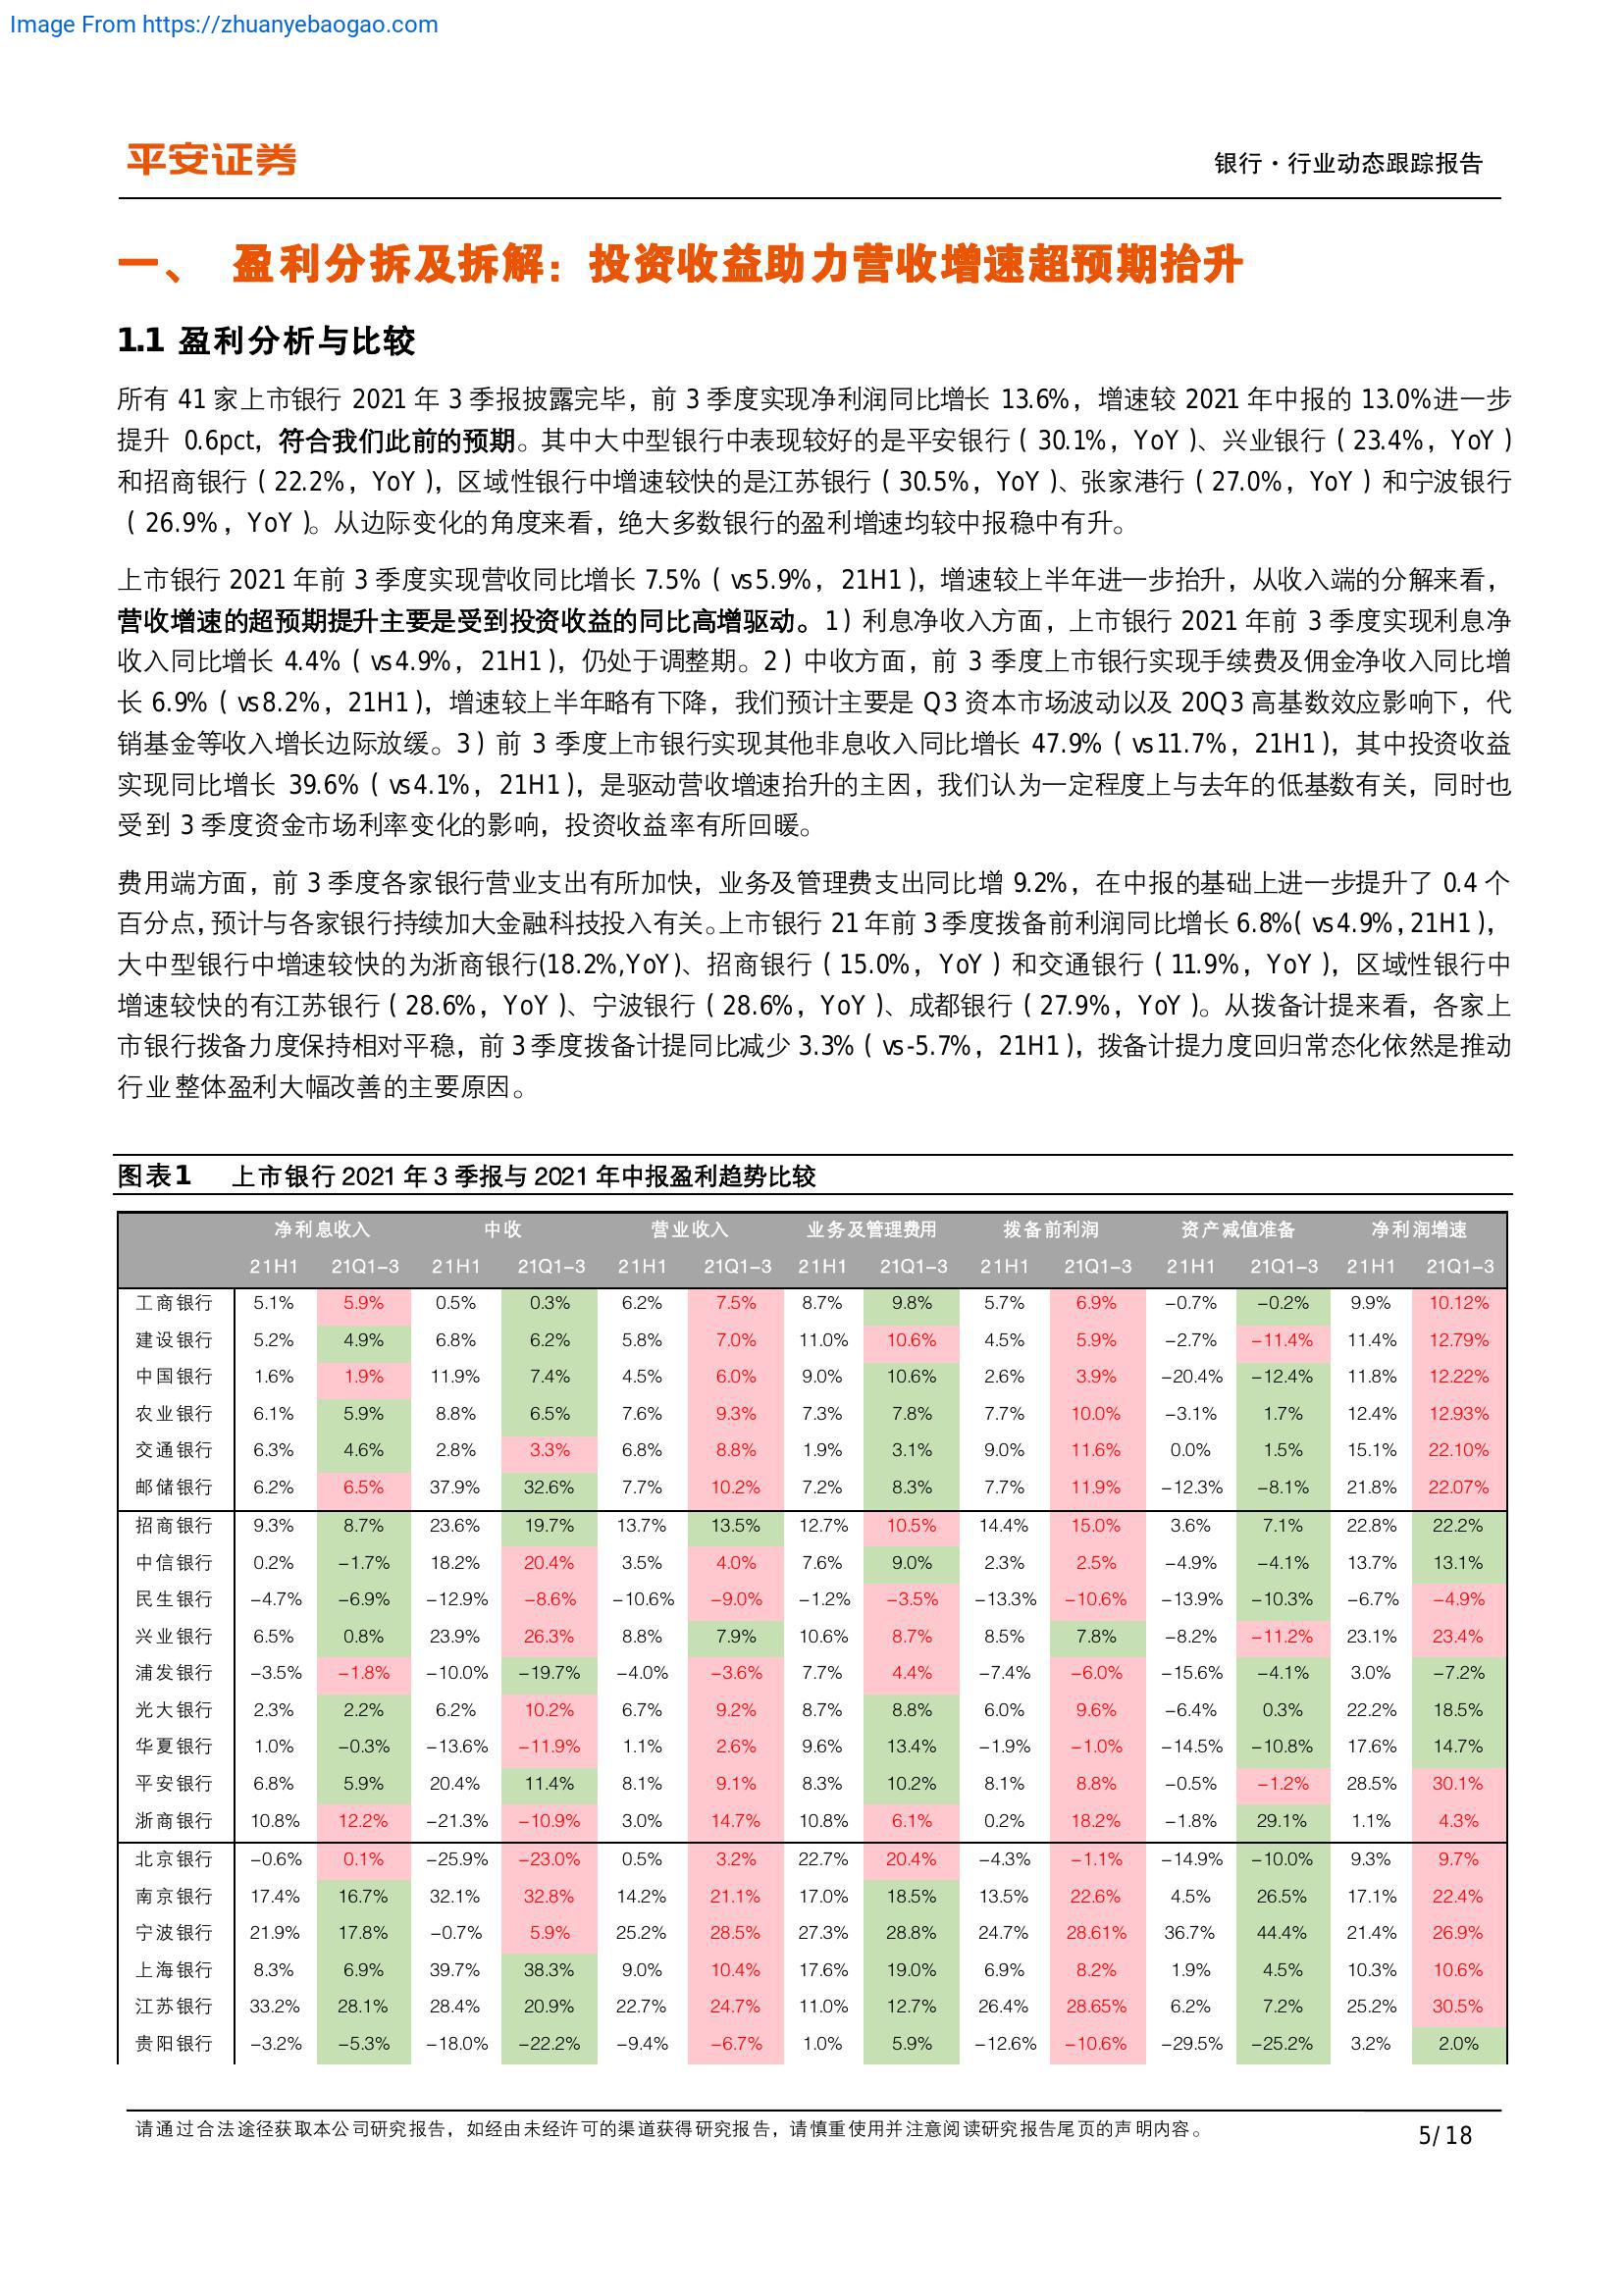 Image From https://zhuanyebaogao.com
平安证券
银行·行业动态跟踪报告
一、 盈利分拆及拆解：投资收益助力营收增速超预期抬升
1.1 盈利分析与比较
所有 41 家上市银行 2021 年 3 季报披露完毕，前 3 季度实现净利润同比增长 13.6%，增速较 2021 年中报的 13.0%进一步
提升 0.6pct，符合我们此前的预期。其中大中型银行中表现较好的是平安银行（30.1%，YoY）、兴业银行（23.4%，YoY）
和招商银行（22.2%，YoY），区域性银行中增速较快的是江苏银行（30.5%，YoY）、张家港行（27.0%，YoY）和宁波银行
（26.9%，YoY）。从边际变化的角度来看，绝大多数银行的盈利增速均较中报稳中有升。
上市银行 2021 年前 3 季度实现营收同比增长 7.5%（vs5.9%，21H1），增速较上半年进一步抬升，从收入端的分解来看，
营收增速的超预期提升主要是受到投资收益的同比高增驱动。1）利息净收入方面，上市银行 2021 年前 3 季度实现利息净
收入同比增长 4.4%（vs4.9%，21H1），仍处于调整期。2）中收方面，前 3 季度上市银行实现手续费及佣金净收入同比增
长 6.9%（vs8.2%，21H1），增速较上半年略有下降，我们预计主要是 Q3 资本市场波动以及 20Q3 高基数效应影响下，代
销基金等收入增长边际放缓。3）前 3 季度上市银行实现其他非息收入同比增长 47.9%（vs11.7%，21H1），其中投资收益
实现同比增长 39.6%（vs4.1%，21H1），是驱动营收增速抬升的主因，我们认为一定程度上与去年的低基数有关，同时也
受到 3 季度资金市场利率变化的影响，投资收益率有所回暖。
费用端方面，前 3 季度各家银行营业支出有所加快，业务及管理费支出同比增 9.2%，在中报的基础上进一步提升了 0.4 个
百分点，预计与各家银行持续加大金融科技投入有关。上市银行 21 年前 3 季度拨备前利润同比增长 6.8%（vs4.9%，21H1），
大中型银行中增速较快的为浙商银行(18.2%,YoY)、招商银行（15.0%，YoY）和交通银行（11.9%，YoY），区域性银行中
增速较快的有江苏银行（28.6%，YoY）、宁波银行（28.6%，YoY）、成都银行（27.9%，YoY）。从拨备计提来看，各家上
市银行拨备力度保持相对平稳，前 3 季度拨备计提同比减少 3.3%（vs-5.7%，21H1），拨备计提力度回归常态化依然是推动
行业整体盈利大幅改善的主要原因。
图表1 上市银行 2021 年 3 季报与 2021 年中报盈利趋势比较
净利息收入 中收 营业收入 业务及管理费用 拨备前利润 资产减值准备 净利润增速
21H1 21Q1-3 21H1 21Q1-3 21H1 21Q1-3 21H1 21Q1-3 21H1 21Q1-3 21H1 21Q1-3 21H1 21Q1-3
工商银行 5.1% 5.9% 0.5% 0.3% 6.2% 7.5% 8.7% 9.8% 5.7% 6.9% -0.7% -0.2% 9.9% 10.12%
建设银行 5.2% 4.9% 6.8% 6.2% 5.8% 7.0% 11.0% 10.6% 4.5% 5.9% -2.7% -11.4% 11.4% 12.79%
中国银行 1.6% 1.9% 11.9% 7.4% 4.5% 6.0% 9.0% 10.6% 2.6% 3.9% -20.4% -12.4% 11.8% 12.22%
农业银行 6.1% 5.9% 8.8% 6.5% 7.6% 9.3% 7.3% 7.8% 7.7% 10.0% -3.1% 1.7% 12.4% 12.93%
交通银行 6.3% 4.6% 2.8% 3.3% 6.8% 8.8% 1.9% 3.1% 9.0% 11.6% 0.0% 1.5% 15.1% 22.10%
邮储银行 6.2% 6.5% 37.9% 32.6% 7.7% 10.2% 7.2% 8.3% 7.7% 11.9% -12.3% -8.1% 21.8% 22.07%
招商银行 9.3% 8.7% 23.6% 19.7% 13.7% 13.5% 12.7% 10.5% 14.4% 15.0% 3.6% 7.1% 22.8% 22.2%
中信银行 0.2% -1.7% 18.2% 20.4% 3.5% 4.0% 7.6% 9.0% 2.3% 2.5% -4.9% -4.1% 13.7% 13.1%
民生银行 -4.7% -6.9% -12.9% -8.6% -10.6% -9.0% -1.2% -3.5% -13.3% -10.6% -13.9% -10.3% -6.7% -4.9%
兴业银行 6.5% 0.8% 23.9% 26.3% 8.8% 7.9% 10.6% 8.7% 8.5% 7.8% -8.2% -11.2% 23.1% 23.4%
浦发银行 -3.5% -1.8% -10.0% -19.7% -4.0% -3.6% 7.7% 4.4% -7.4% -6.0% -15.6% -4.1% 3.0% -7.2%
光大银行 2.3% 2.2% 6.2% 10.2% 6.7% 9.2% 8.7% 8.8% 6.0% 9.6% -6.4% 0.3% 22.2% 18.5%
华夏银行 1.0% -0.3% -13.6% -11.9% 1.1% 2.6% 9.6% 13.4% -1.9% -1.0% -14.5% -10.8% 17.6% 14.7%
平安银行 6.8% 5.9% 20.4% 11.4% 8.1% 9.1% 8.3% 10.2% 8.1% 8.8% -0.5% -1.2% 28.5% 30.1%
浙商银行 10.8% 12.2% -21.3% -10.9% 3.0% 14.7% 10.8% 6.1% 0.2% 18.2% -1.8% 29.1% 1.1% 4.3%
北京银行 -0.6% 0.1% -25.9% -23.0% 0.5% 3.2% 22.7% 20.4% -4.3% -1.1% -14.9% -10.0% 9.3% 9.7%
南京银行 17.4% 16.7% 32.1% 32.8% 14.2% 21.1% 17.0% 18.5% 13.5% 22.6% 4.5% 26.5% 17.1% 22.4%
宁波银行 21.9% 17.8% -0.7% 5.9% 25.2% 28.5% 27.3% 28.8% 24.7% 28.61% 36.7% 44.4% 21.4% 26.9%
上海银行 8.3% 6.9% 39.7% 38.3% 9.0% 10.4% 17.6% 19.0% 6.9% 8.2% 1.9% 4.5% 10.3% 10.6%
江苏银行 33.2% 28.1% 28.4% 20.9% 22.7% 24.7% 11.0% 12.7% 26.4% 28.65% 6.2% 7.2% 25.2% 30.5%
贵阳银行 -3.2% -5.3% -18.0% -22.2% -9.4% -6.7% 1.0% 5.9% -12.6% -10.6% -29.5% -25.2% 3.2% 2.0%
请通过合法途径获取本公司研究报告，如经由未经许可的渠道获得研究报告，请慎重使用并注意阅读研究报告尾页的声明内容。
5/18